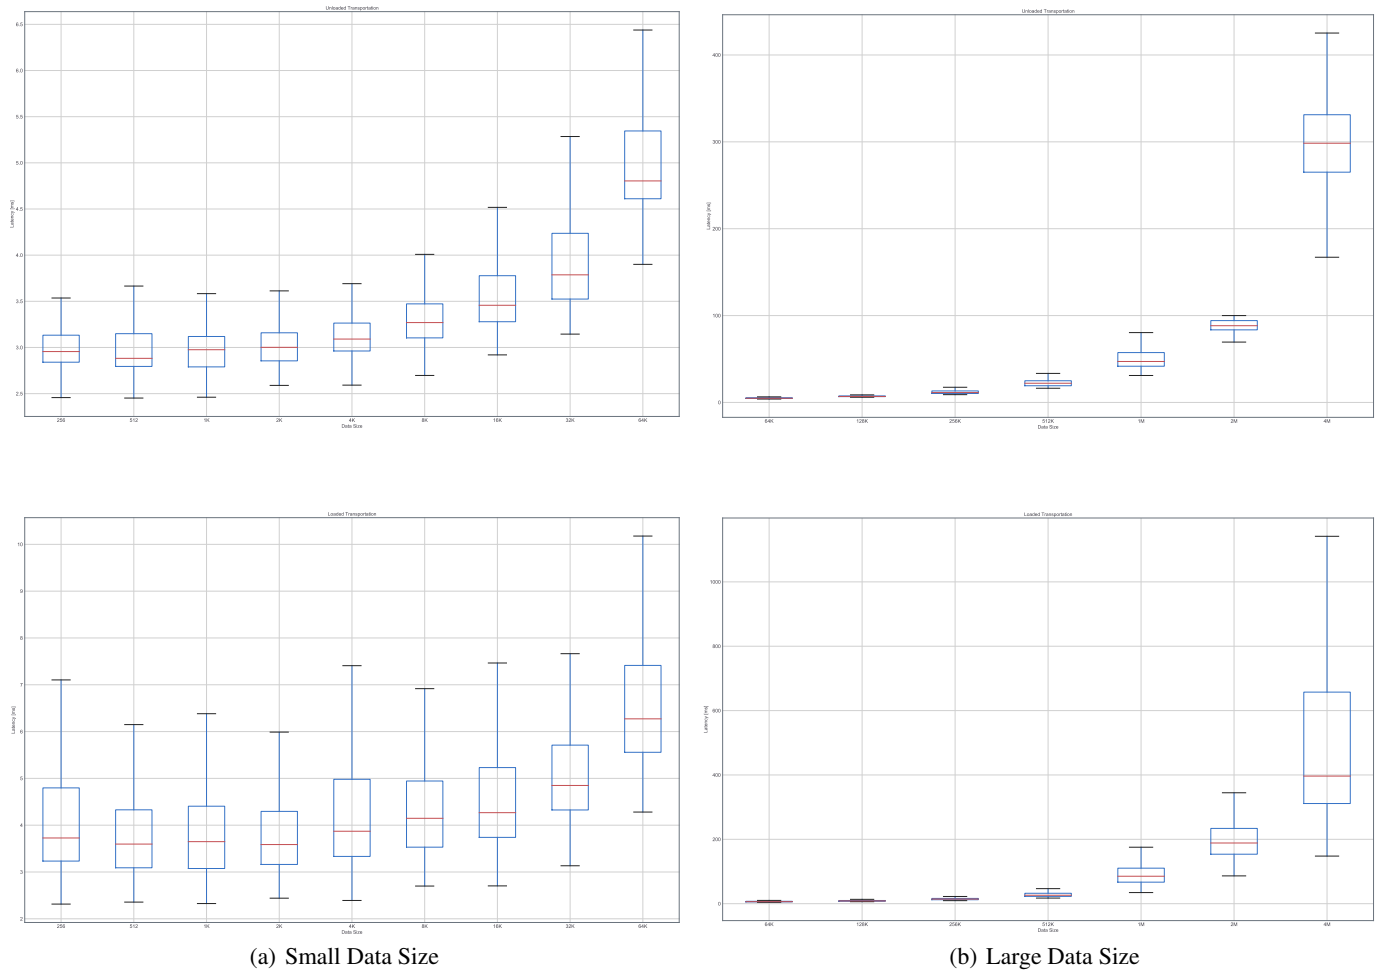 Unloaded Transportation
6.5
6.0
5.5
5.0
4.5
4.0
3.5
3.0
2.5
Latency [ms]
256 512 1K 2K 4K 8K 16K 32K 64K
Data Size
Unloaded Transportation
400
300
200
100
0
Latency [ms]
64K 128K 256K 512K 1M 2M 4M
Data Size
Loaded Transportation
10
9
8
7
6
5
4
3
2
Latency [ms]
256 512 1K 2K 4K 8K 16K 32K 64K
Data Size
Loaded Transportation
1000
800
600
400
200
0
Latency [ms]
64K 128K 256K 512K 1M 2M 4M
Data Size
(a) Small Data Size
(b) Large Data Size